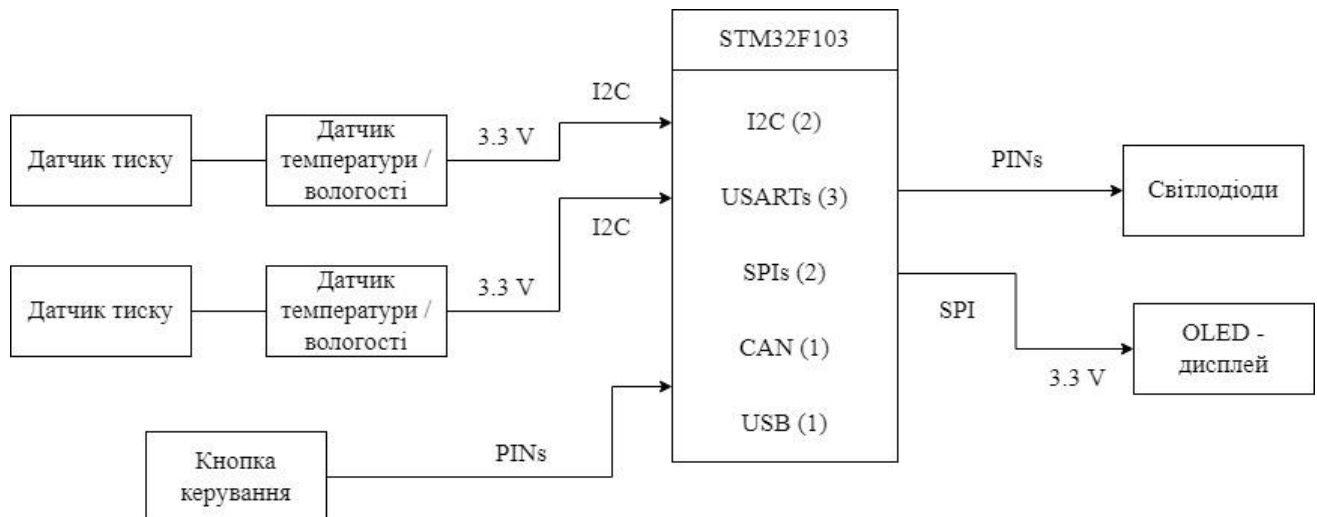 STM32F103
I2C
I2C (2)
3.3 V
Датчик тиску
Датчик
температури /
вологості
PINs
Світлодіоди
USARTs (3)
I2C
Датчик тиску
Датчик
температури /
вологості
3.3 V
SPIs (2)
SPI
OLED -
дисплей
3.3 V
CAN (1)
USB (1)
Кнопка
керування
PINs